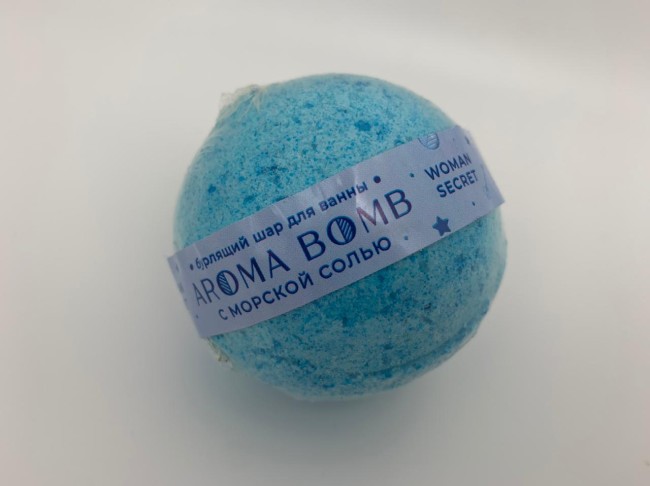 бурлящий шар для ванны
AROMA BOMB
С МОРСКОЙ СОЛЬЮ
WOMAN
SECRET